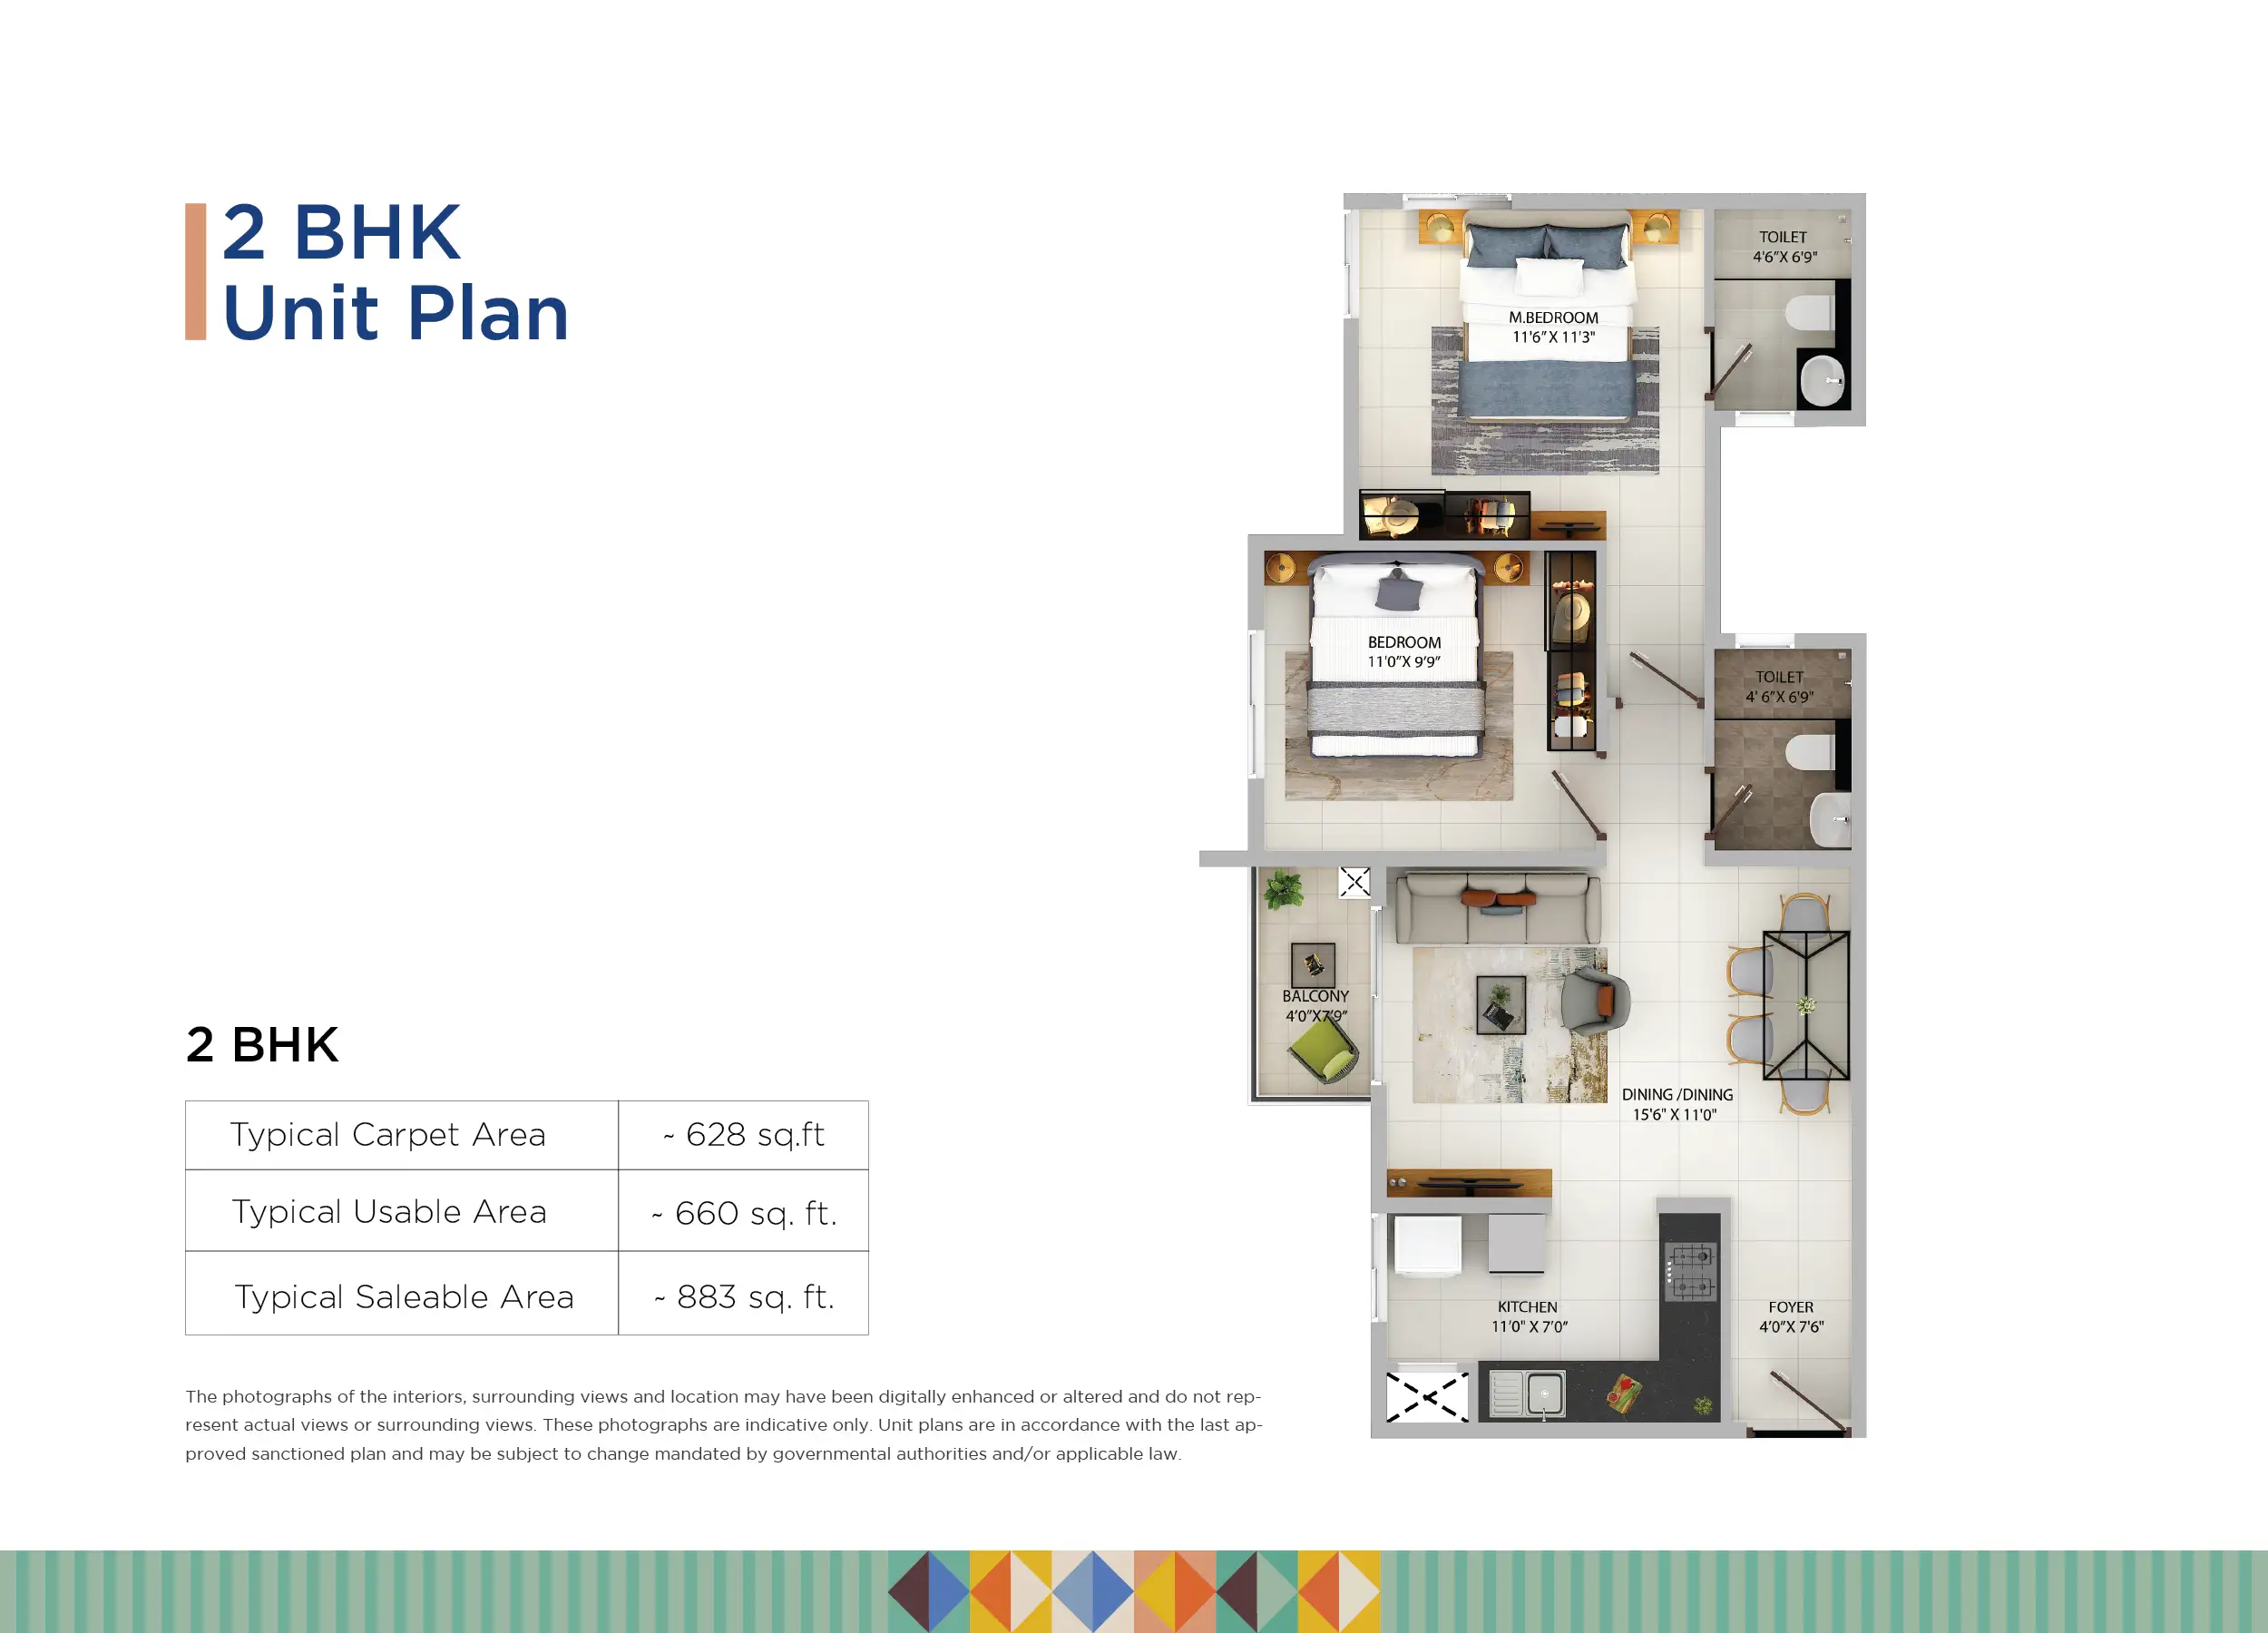 2 BHK
Unit Plan
TOILET
4'6"X 6'9"
M.BEDROOM
11'6"X 11'3"
BEDROOM
11'0"X 9'9"
TOILET
4' 6"X 6'9"
BALCONY
4'0"X7'9"
DINING /DINING
15'6" X 11'0"
KITCHEN
11'0" X 7'0"
FOYER
4'0"X 7'6"
2 BHK
Typical Carpet Area ~ 628 sq.ft
Typical Usable Area ~ 660 sq. ft.
Typical Saleable Area ~ 883 sq. ft.
The photographs of the interiors, surrounding views and location may have been digitally enhanced or altered and do not rep-
resent actual views or surrounding views. These photographs are indicative only. Unit plans are in accordance with the last ap-
proved sanctioned plan and may be subject to change mandated by governmental authorities and/or applicable law.